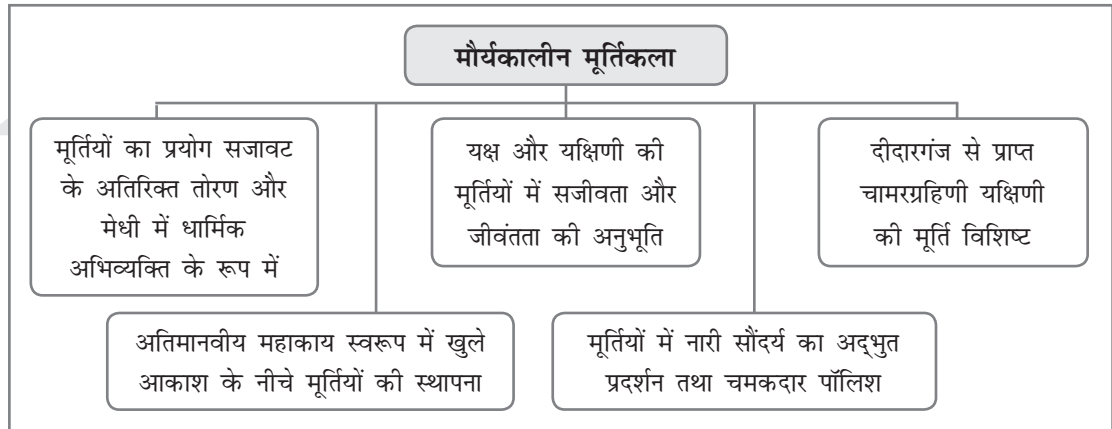 मौर्यकालीन मूर्तिकला
मूर्तियों का प्रयोग सजावट
के अतिरिक्त तोरण और
मेधी में धार्मिक
अभिव्यक्ति के रूप में
यक्ष और यक्षिणी की
मूर्तियों में सजीवता और
जीवंतता की अनुभूति
दीदारगंज से प्राप्त
चामरग्रहिणी यक्षिणी
की मूर्ति विशिष्ट
अतिमानवीय महाकाय स्वरूप में खुले
आकाश के नीचे मूर्तियों की स्थापना
मूर्तियों में नारी सौंदर्य का अद्‌भुत
प्रदर्शन तथा चमकदार पॉलिश